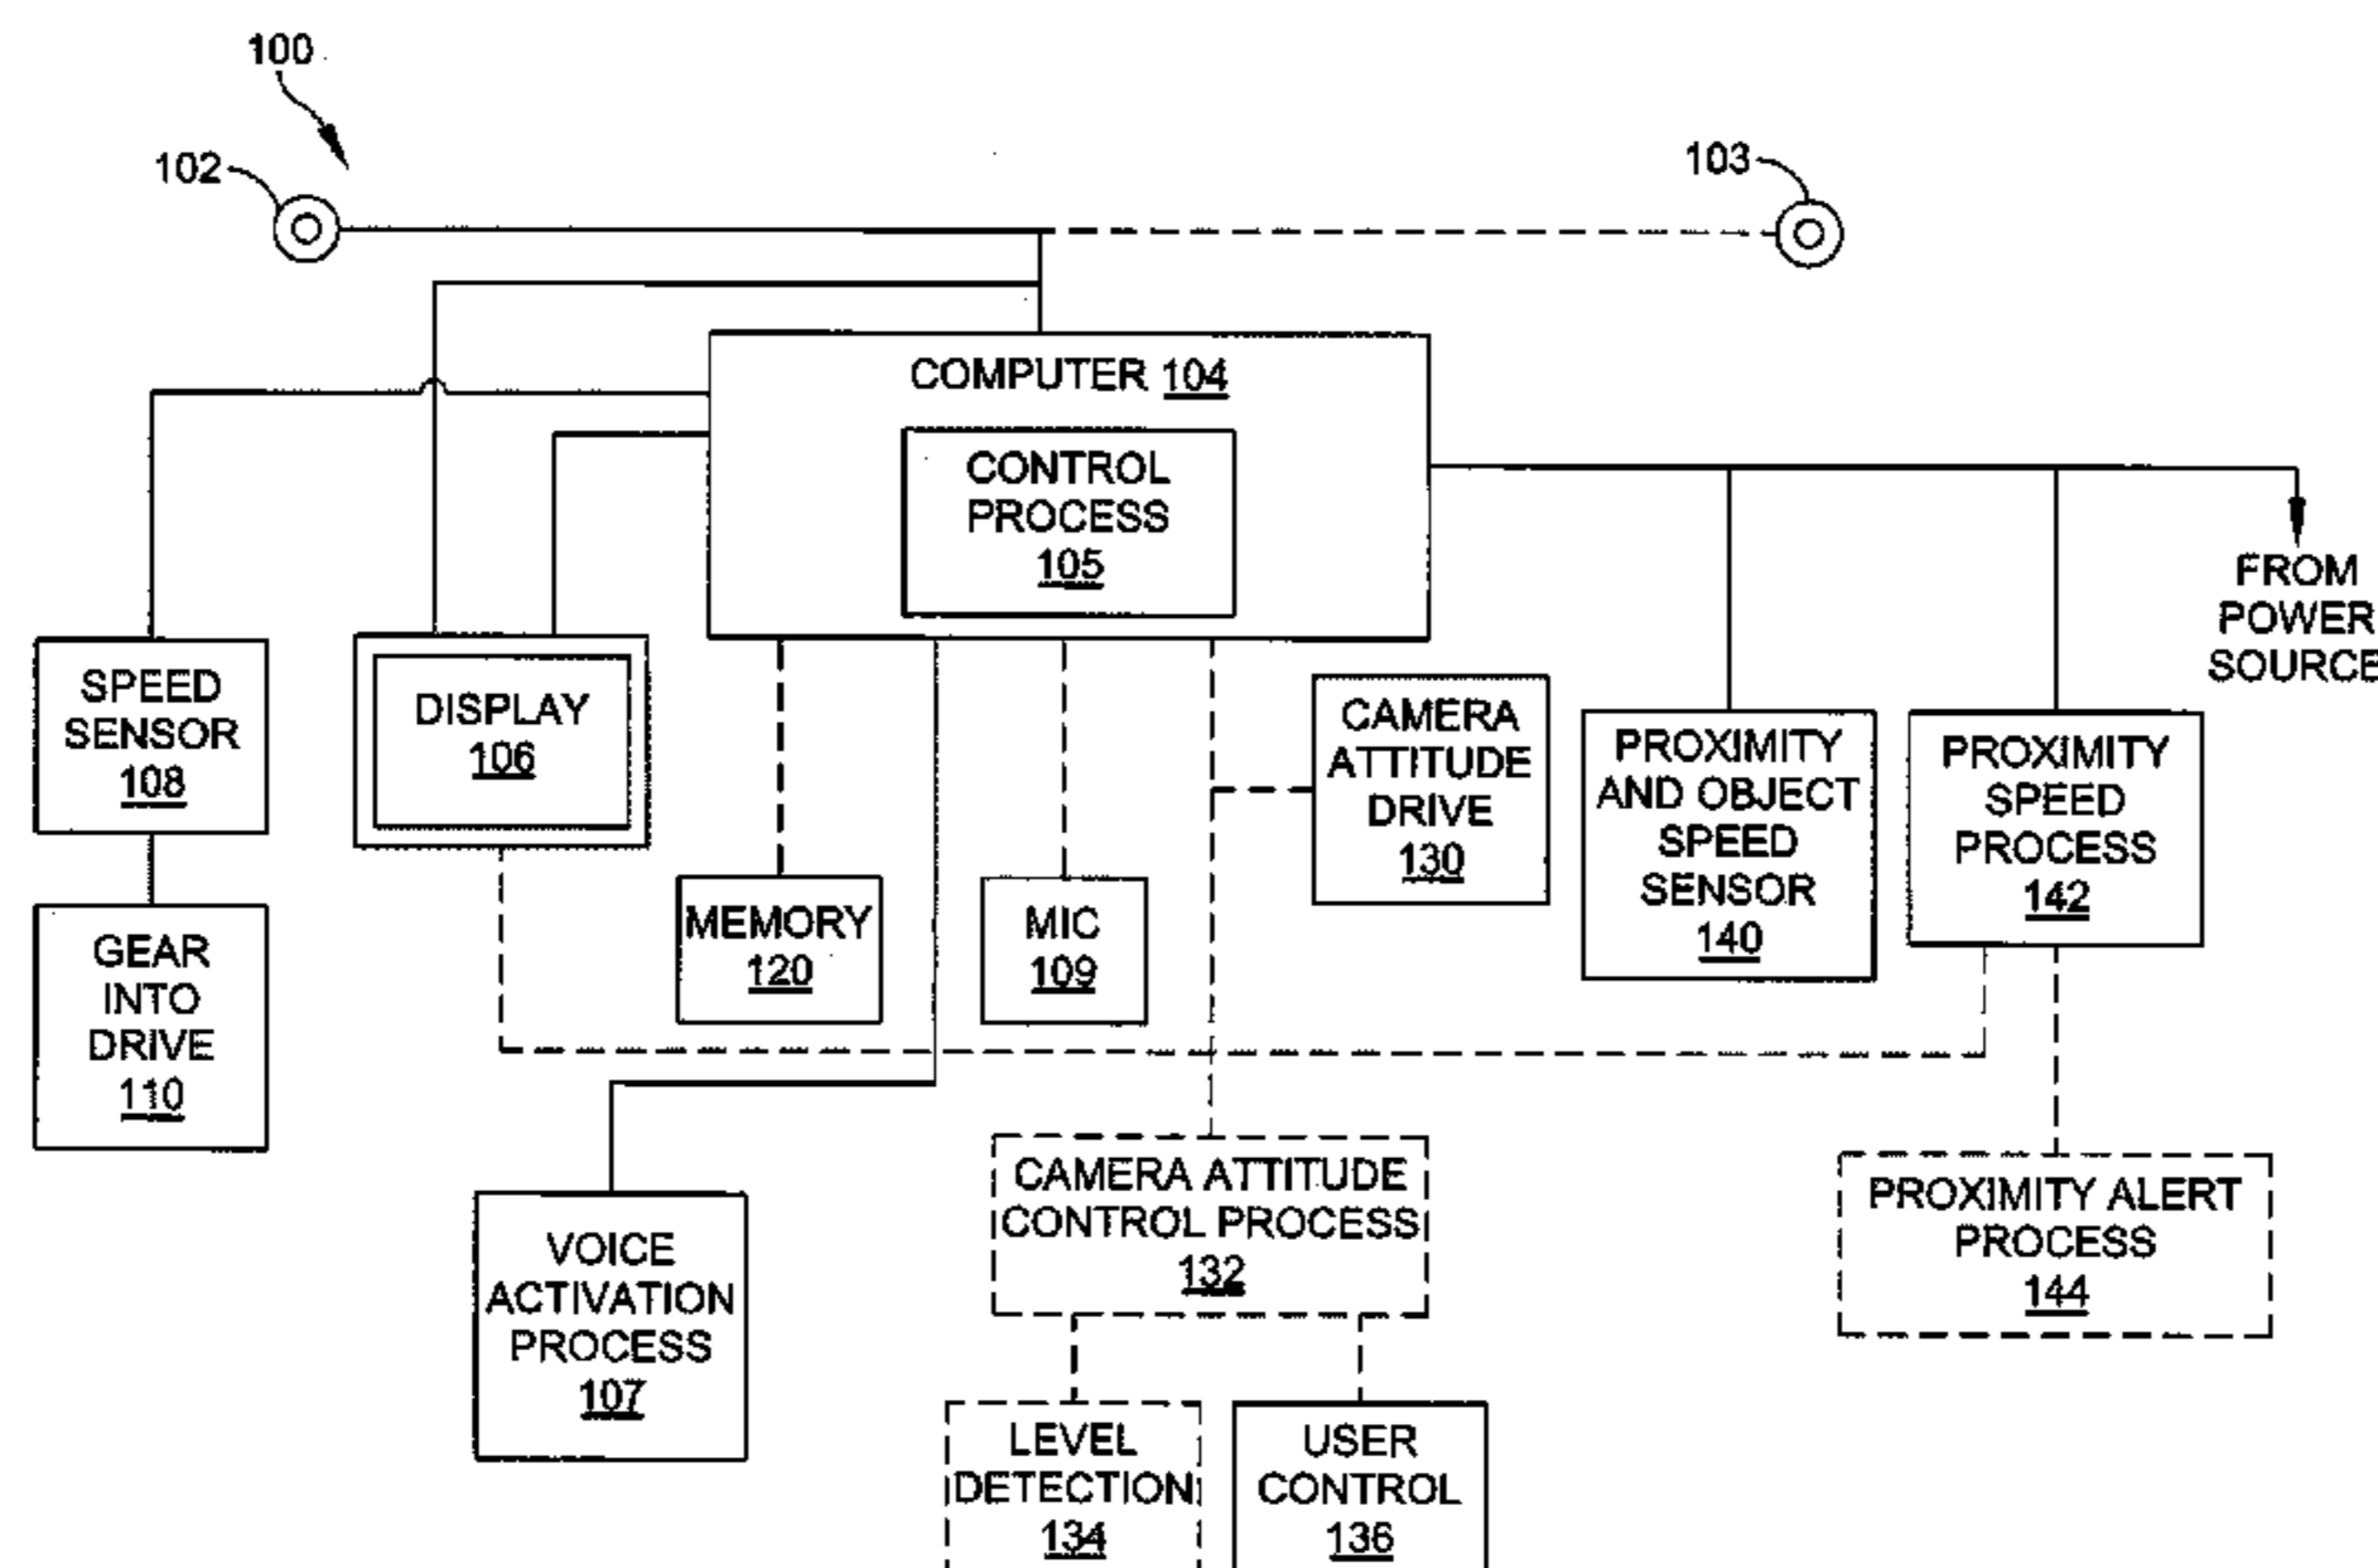 100
102
103
COMPUTER 104
CONTROL
PROCESS
105
FROM
POWER
SOURCE
SPEED
SENSOR
108
DISPLAY
106
CAMERA
ATTITUDE
DRIVE
130
PROXIMITY
AND OBJECT
SPEED
SENSOR
140
PROXIMITY
SPEED
PROCESS
142
GEAR
INTO
DRIVE
110
MEMORY
120
MIC
109
VOICE
ACTIVATION
PROCESS
107
CAMERA ATTITUDE
CONTROL PROCESS
132
PROXIMITY ALERT
PROCESS
144
LEVEL
DETECTION
134
USER
CONTROL
136